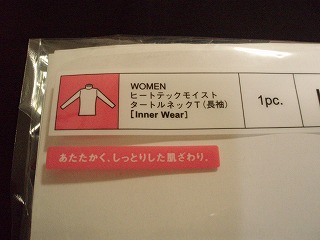 WOMEN
ヒートテックモイスト
タートルネックT(長袖)
[Inner Wear]
1pc.
あたたかく、しっとりした肌ざわり。